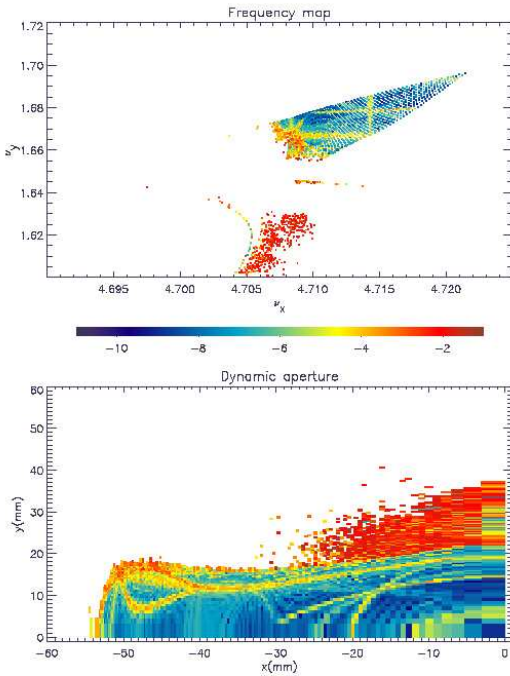 Frequency map
1.72
1.70
1.68
1.66
1.64
1.62
νy
4.695 4.700 4.705 4.710 4.715 4.720
νx
−10 −8 −6 −4 −2
Dynamic aperture
60
50
40
30
20
10
0
y(mm)
−60 −50 −40 −30 −20 −10 0
x(mm)